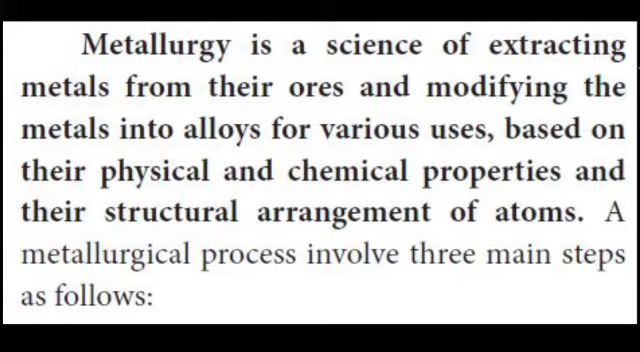 Metallurgy is a science of extracting
metals from their ores and modifying the
metals into alloys for various uses, based on
their physical and chemical properties and
their structural arrangement of atoms. A
metallurgical process involve three main steps
as follows: